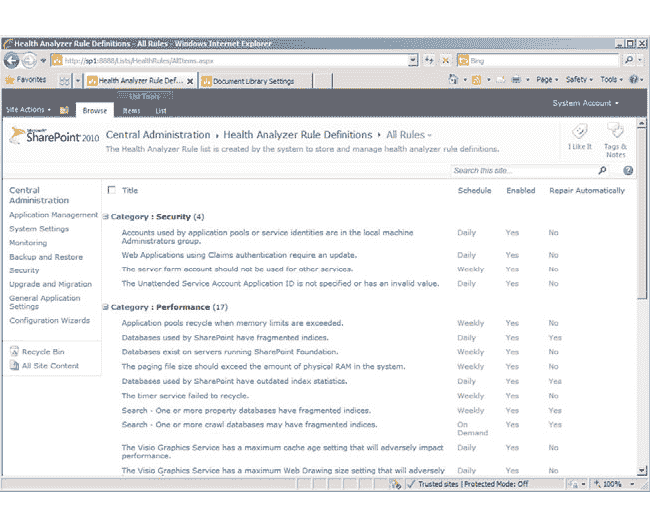 Health Analyzer Rule Definitions - All Rules - Windows Internet Explorer
http://sp1:8888/Lists/HealthRules/AllItems.aspx
Bing
Favorites
Health Analyzer Rule Def...
Document Library Settings
Page
Safety
Tools
Site Actions
Browse
List Tools
Items
List
System Account
Microsoft
SharePoint 2010
Central Administration
Health Analyzer Rule Definitions
All Rules
The Health Analyzer Rule list is created by the system to store and manage health analyzer rule definitions.
I Like It
Tags &
Notes
Search this site...
Central
Administration
Application Management
System Settings
Monitoring
Backup and Restore
Security
Upgrade and Migration
General Application
Settings
Configuration Wizards
Recycle Bin
All Site Content
Title Schedule Enabled Repair Automatically
Category : Security (4)
Accounts used by application pools or service identities are in the local machine Daily Yes No
Administrators group.
Web Applications using Claims authentication require an update. Daily Yes No
The server farm account should not be used for other services. Weekly Yes No
The Unattended Service Account Application ID is not specified or has an invalid value. Daily Yes No
Category : Performance (17)
Application pools recycle when memory limits are exceeded. Weekly Yes No
Databases used by SharePoint have fragmented indices. Daily Yes Yes
Databases exist on servers running SharePoint Foundation. Weekly Yes No
The paging file size should exceed the amount of physical RAM in the system. Weekly Yes No
Databases used by SharePoint have outdated index statistics. Daily Yes Yes
The timer service failed to recycle. Weekly Yes No
Search - One or more property databases have fragmented indices. Weekly Yes Yes
Search - One or more crawl databases may have fragmented indices. On Yes Yes
Demand
The Visio Graphics Service has a maximum cache age setting that will adversely impact Daily Yes No
performance.
The Visio Graphics Service has a maximum Web Drawing size setting that will adversely Daily Yes No
Trusted sites | Protected Mode: Off
100%